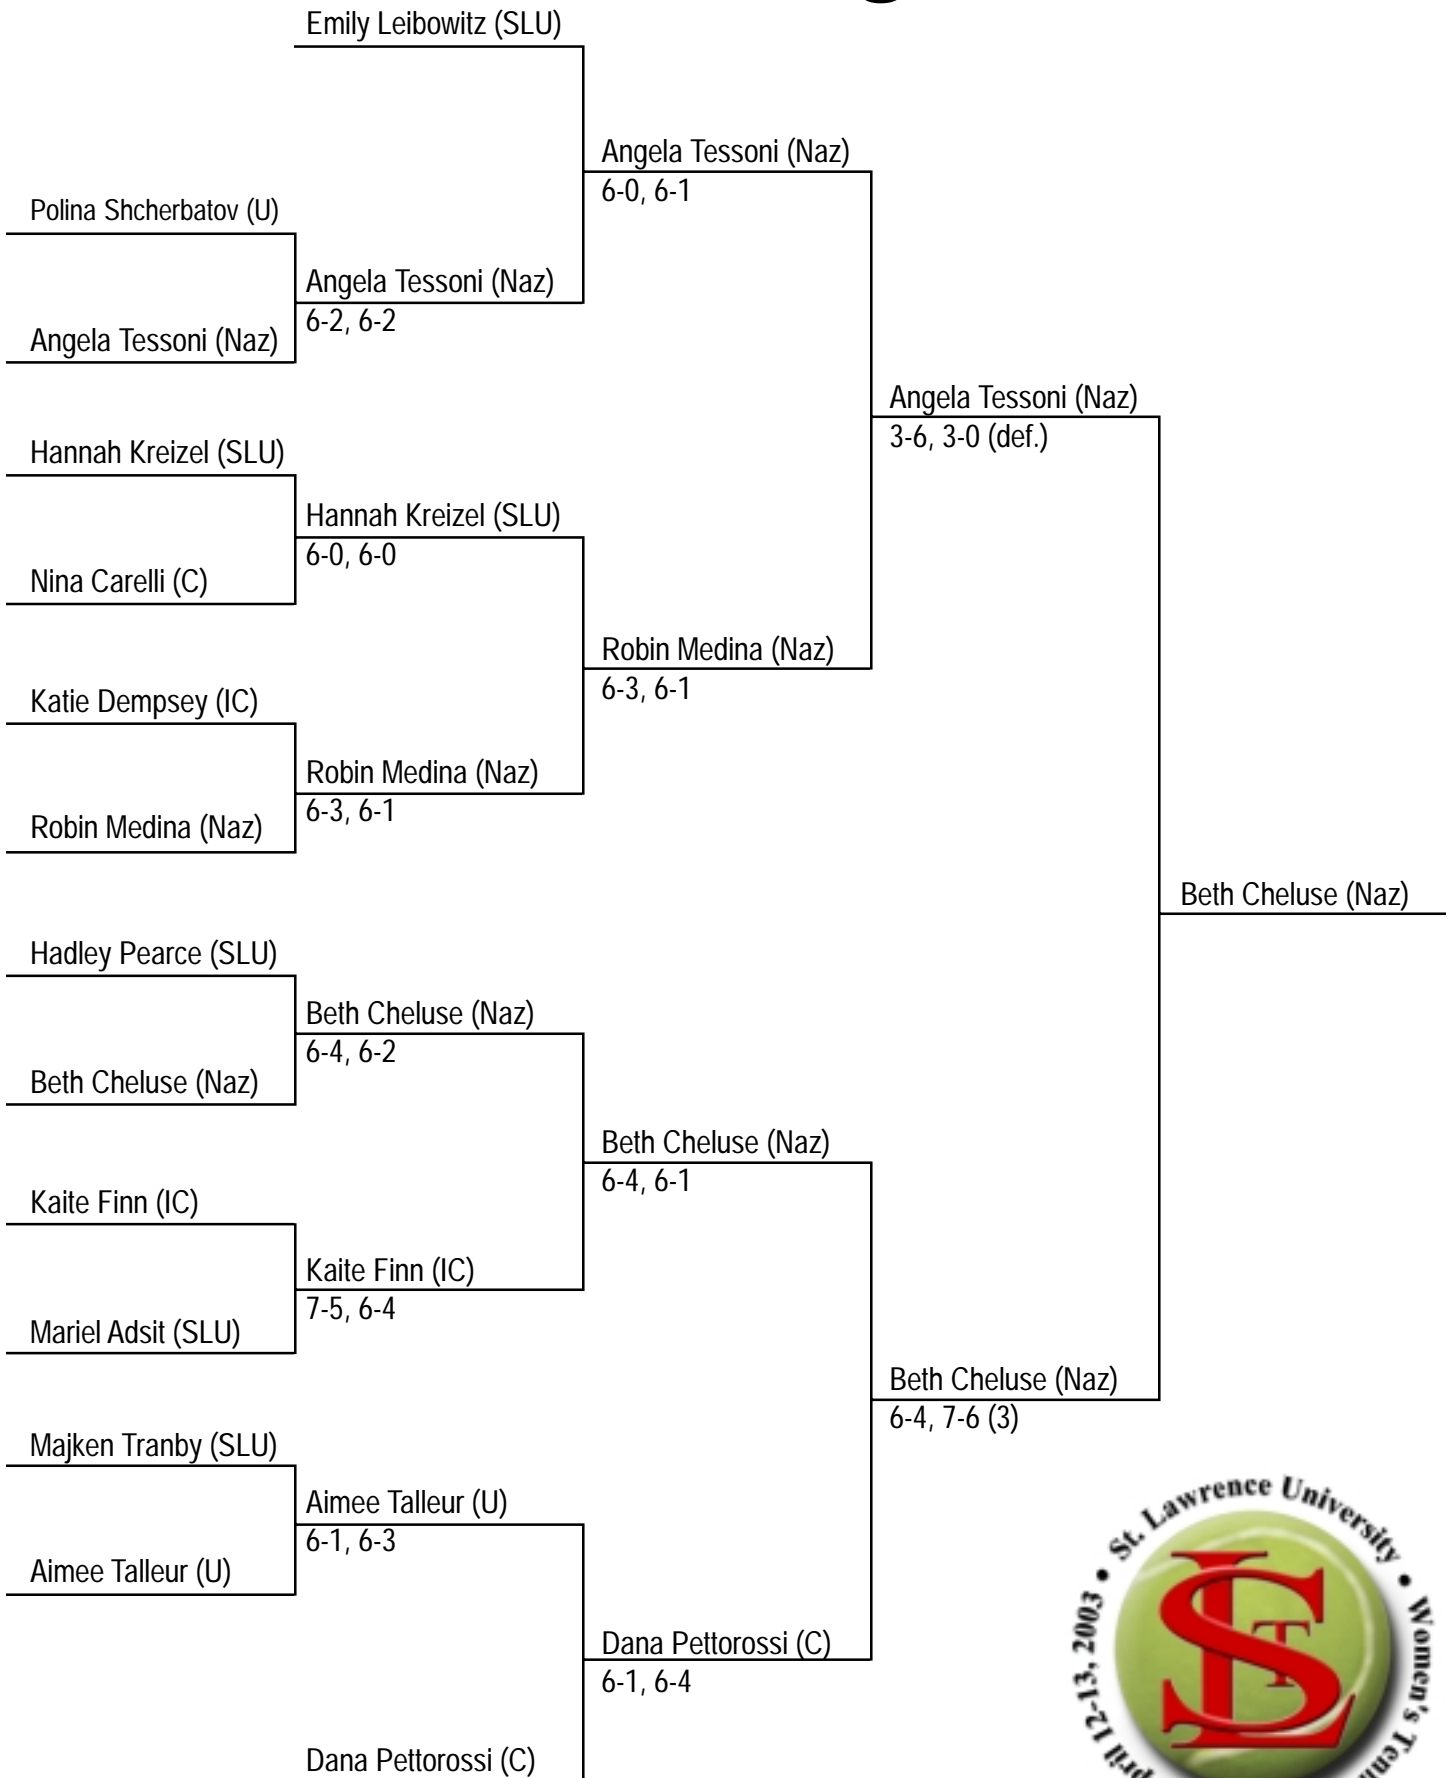 Emily Leibowitz (SLU)
Angela Tessoni (Naz)
6-0, 6-1
Polina Shcherbatov (U)
Angela Tessoni (Naz)
6-2, 6-2
Angela Tessoni (Naz)
Angela Tessoni (Naz)
3-6, 3-0 (def.)
Hannah Kreizel (SLU)
Hannah Kreizel (SLU)
6-0, 6-0
Nina Carelli (C)
Robin Medina (Naz)
6-3, 6-1
Katie Dempsey (IC)
Robin Medina (Naz)
6-3, 6-1
Robin Medina (Naz)
Beth Cheluse (Naz)
Hadley Pearce (SLU)
Beth Cheluse (Naz)
6-4, 6-2
Beth Cheluse (Naz)
Beth Cheluse (Naz)
6-4, 6-1
Kaite Finn (IC)
Kaite Finn (IC)
7-5, 6-4
Mariel Adsit (SLU)
Beth Cheluse (Naz)
6-4, 7-6 (3)
Majken Tranby (SLU)
Aimee Talleur (U)
6-1, 6-3
Aimee Talleur (U)
Dana Pettorossi (C)
6-1, 6-4
Dana Pettorossi (C)
12-13, 2003 • St. Lawrence University • Women's
SLT